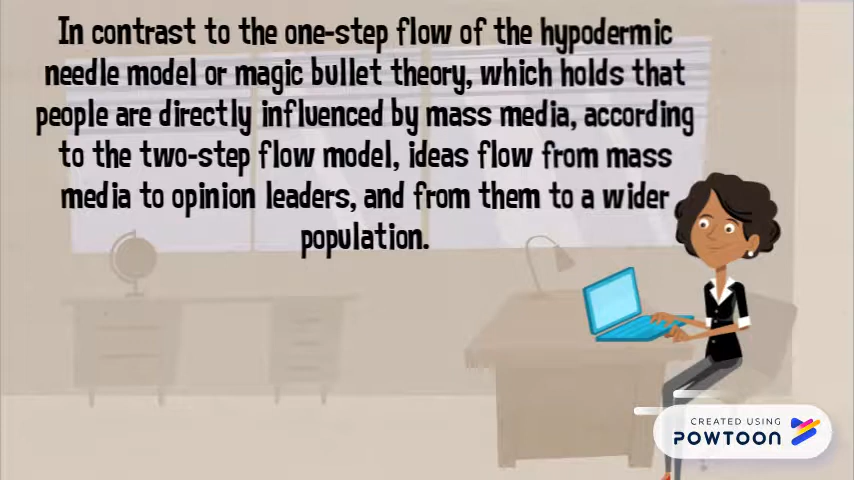 In contrast to the one-step flow of the hypodermic
needle model or magic bullet theory, which holds that
people are directly influenced by mass media, according
to the two-step flow model, ideas flow from mass
media to opinion leaders, and from them to a wider
population.
CREATED USING
POWTOON